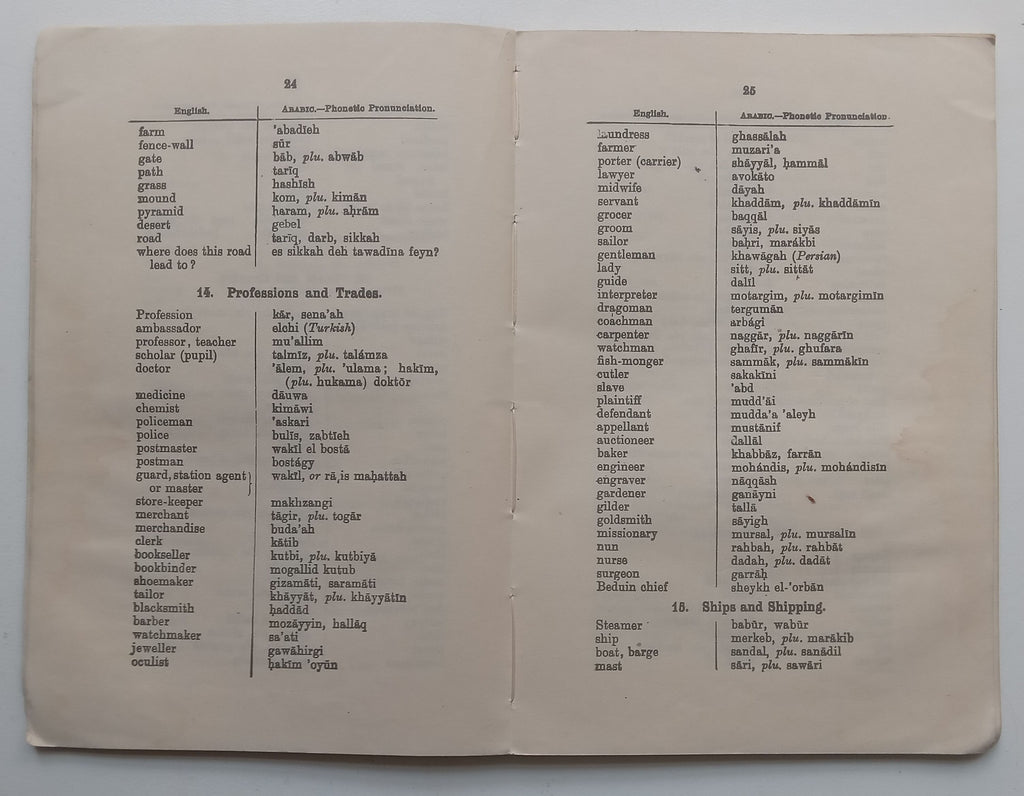 24
English. ARABIC.—Phonetic Pronunciation.
farm 'abadīeh
fence-wall sūr
gate bāb, plu. abwāb
path tarīq
grass hashīsh
mound kom, plu. kimān
pyramid haram, plu. aḥrām
desert gebel
road tarīq, darb, sikkah
where does this road es sikkah deh tawadīna feyn?
lead to?
14. Professions and Trades.
Profession kār, sena'ah
ambassador elchi (Turkish)
professor, teacher mu'allim
scholar (pupil) talmīz, plu. talámza
doctor 'ālem, plu. 'ulama; hakīm,
(plu. hukama) doktōr
medicine dāuwa
chemist kimāwi
policeman 'askari
police bulīs, zabtīeh
postmaster wakīl el bostā
postman bostágy
guard, station agent wakīl, or rā,is maḥattah
or master
store-keeper makhzangi
merchant tāgir, plu. togār
merchandise buda'ah
clerk kātib
bookseller kutbi, plu. kutbiyā
bookbinder mogallid kutub
shoemaker gizamāti, saramāti
tailor khāyyāt, plu. khāyyātīn
blacksmith ḥaddād
barber mozāyyin, hallāq
watchmaker sa'ati
jeweller gawāhirgi
oculist ḥakīm 'oyūn
25
English. ARABIC.—Phonetic Pronunciation.
laundress ghassālah
farmer muzari'a
porter (carrier) shāyyāl, ḥammāl
lawyer avokāto
midwife dāyah
servant khaddām, plu. khaddāmīn
grocer baqqāl
groom sāyis, plu. siyās
sailor baḥri, marákbi
gentleman khawāgah (Persian)
lady sitt, plu. sittāt
guide dalīl
interpreter motargim, plu. motargimīn
dragoman tergumān
coachman arbāgi
carpenter naggār, plu. naggārīn
watchman ghafīr, plu. ghufara
fish-monger sammāk, plu. sammākīn
cutler sakakīni
slave 'abd
plaintiff mudd'āi
defendant mudda'a 'aleyh
appellant mustānif
auctioneer dallāl
baker khabbāz, farrān
engineer mohándis, plu. mohándisīn
engraver nāqqāsh
gardener ganāyni
gilder tallā
goldsmith sāyigh
missionary mursal, plu. mursalīn
nun rahbah, plu. rahbāt
nurse dadah, plu. dadāt
surgeon garrāḥ
Beduin chief sheykh el-'orbān
15. Ships and Shipping.
Steamer babūr, wabūr
ship merkeb, plu. marākib
boat, barge sandal, plu. sanādil
mast sāri, plu. sawāri